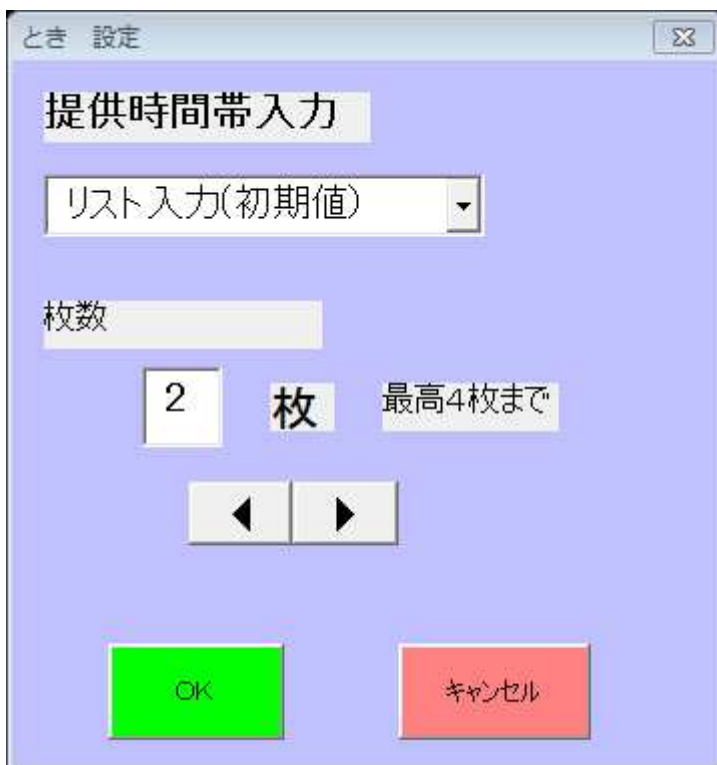 とき　設定
提供時間帯入力
リスト入力(初期値)
枚数
2 枚 最高4枚まで
OK キャンセル